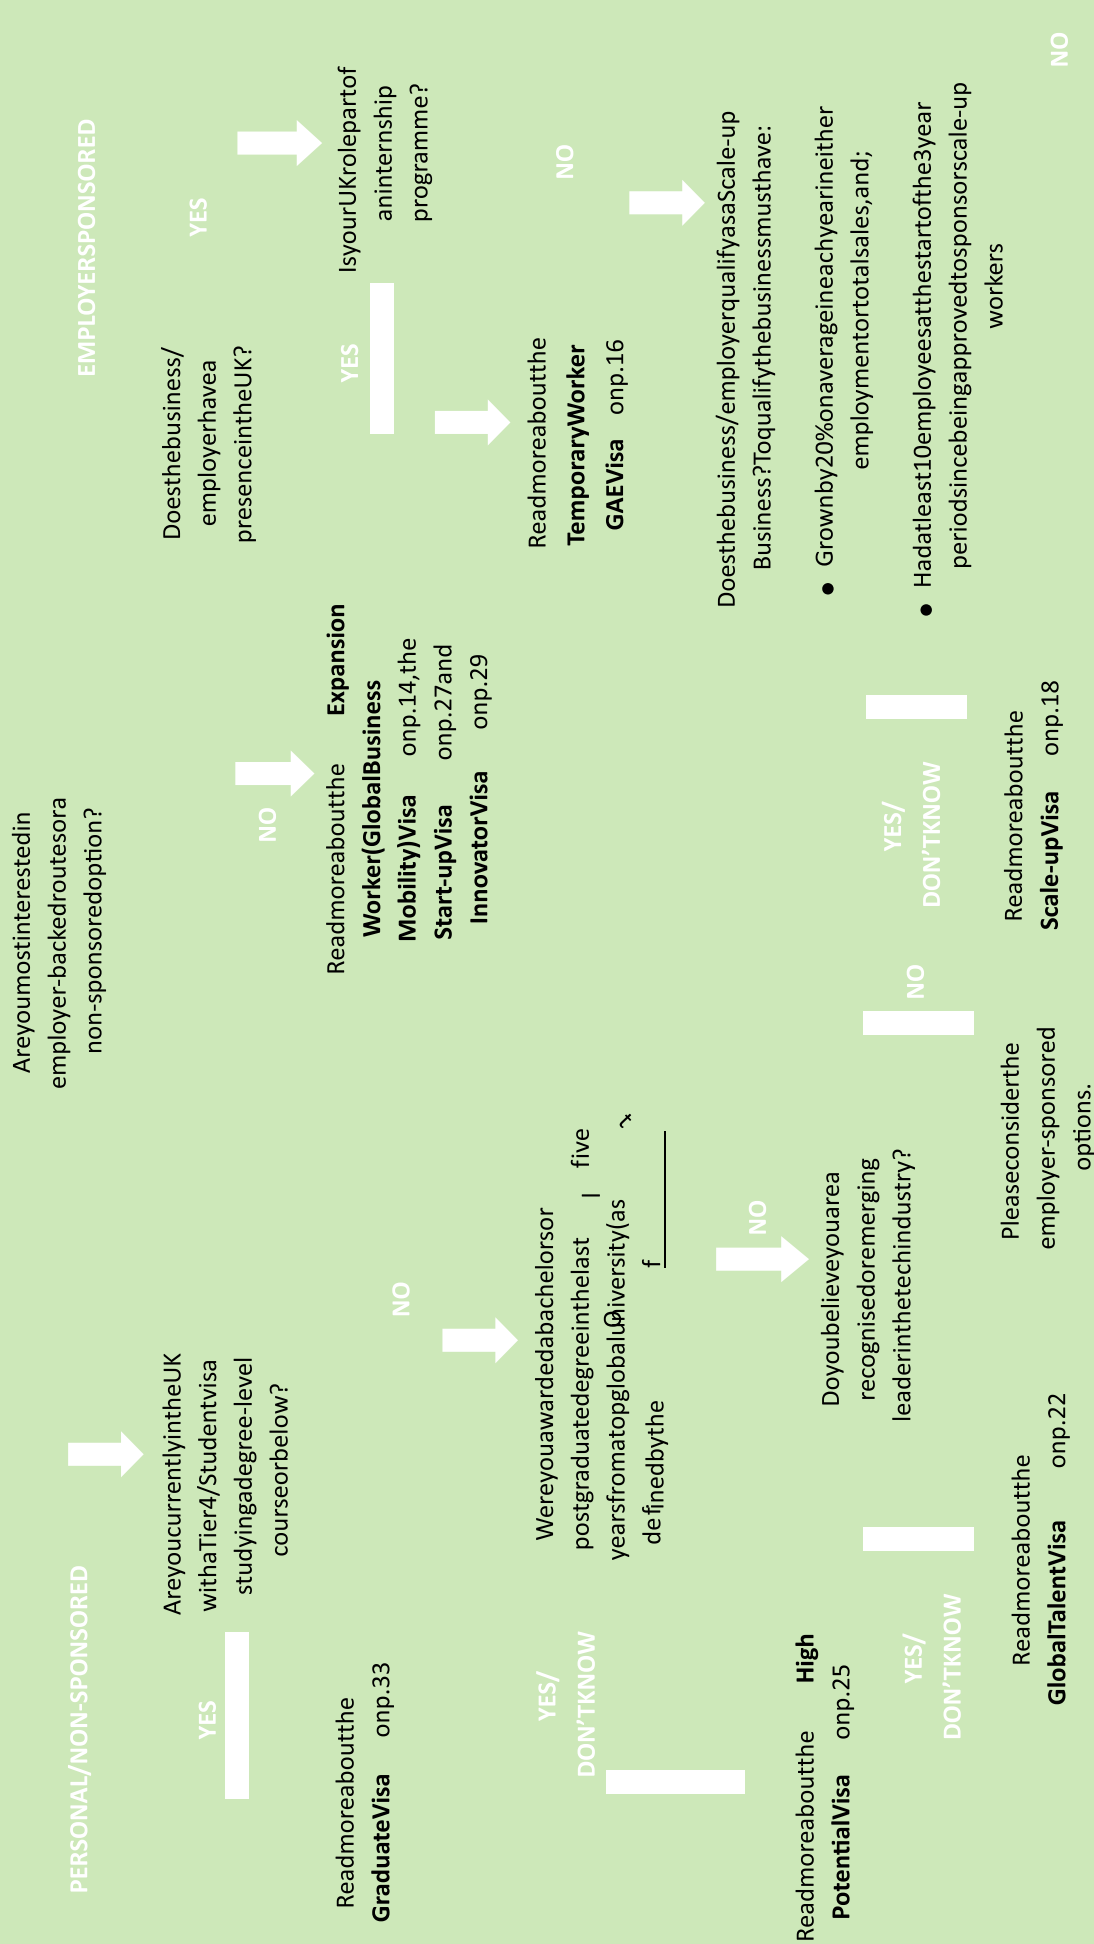 Areyoumostinterestedin
employer-backedroutesora
non-sponsoredoption?
PERSONAL/NON-SPONSORED
EMPLOYERSPONSORED
AreyoucurrentlyintheUK
withaTier4/Studentvisa
studyingadegree-level
courseorbelow?
YES
NO
Readmoreaboutthe
GraduateVisa onp.33
Wereyouawardedabachelorsor
postgraduatedegreeinthelast five
yearsfromatopglobaluniversity(as
definedbythe
YES/
DON’TKNOW
NO
Readmoreaboutthe High
PotentialVisa onp.25
Doyoubelieveyouarea
recognisedoremerging
leaderinthetechindustry?
YES/
DON’TKNOW
NO
Readmoreaboutthe
GlobalTalentVisa onp.22
Pleaseconsiderthe
employer-sponsored
options.
Doesthebusiness/
employerhavea
presenceintheUK?
NO
YES
Readmoreaboutthe Expansion
Worker(GlobalBusiness
Mobility)Visa onp.14,the
Start-upVisa onp.27and
InnovatorVisa onp.29
IsyourUKrolepartof
aninternship
programme?
YES
NO
Readmoreaboutthe
TemporaryWorker
GAEVisa onp.16
Doesthebusiness/employerqualifyasaScale-up
Business?Toqualifythebusinessmusthave:
● Grownby20%onaverageineachyearineither
employmentortotalsales,and;
● Hadatleast10employeesatthestartofthe3year
periodsincebeingapprovedtosponsorscale-up
workers
YES/
DON’TKNOW
NO
Readmoreaboutthe
Scale-upVisa onp.18